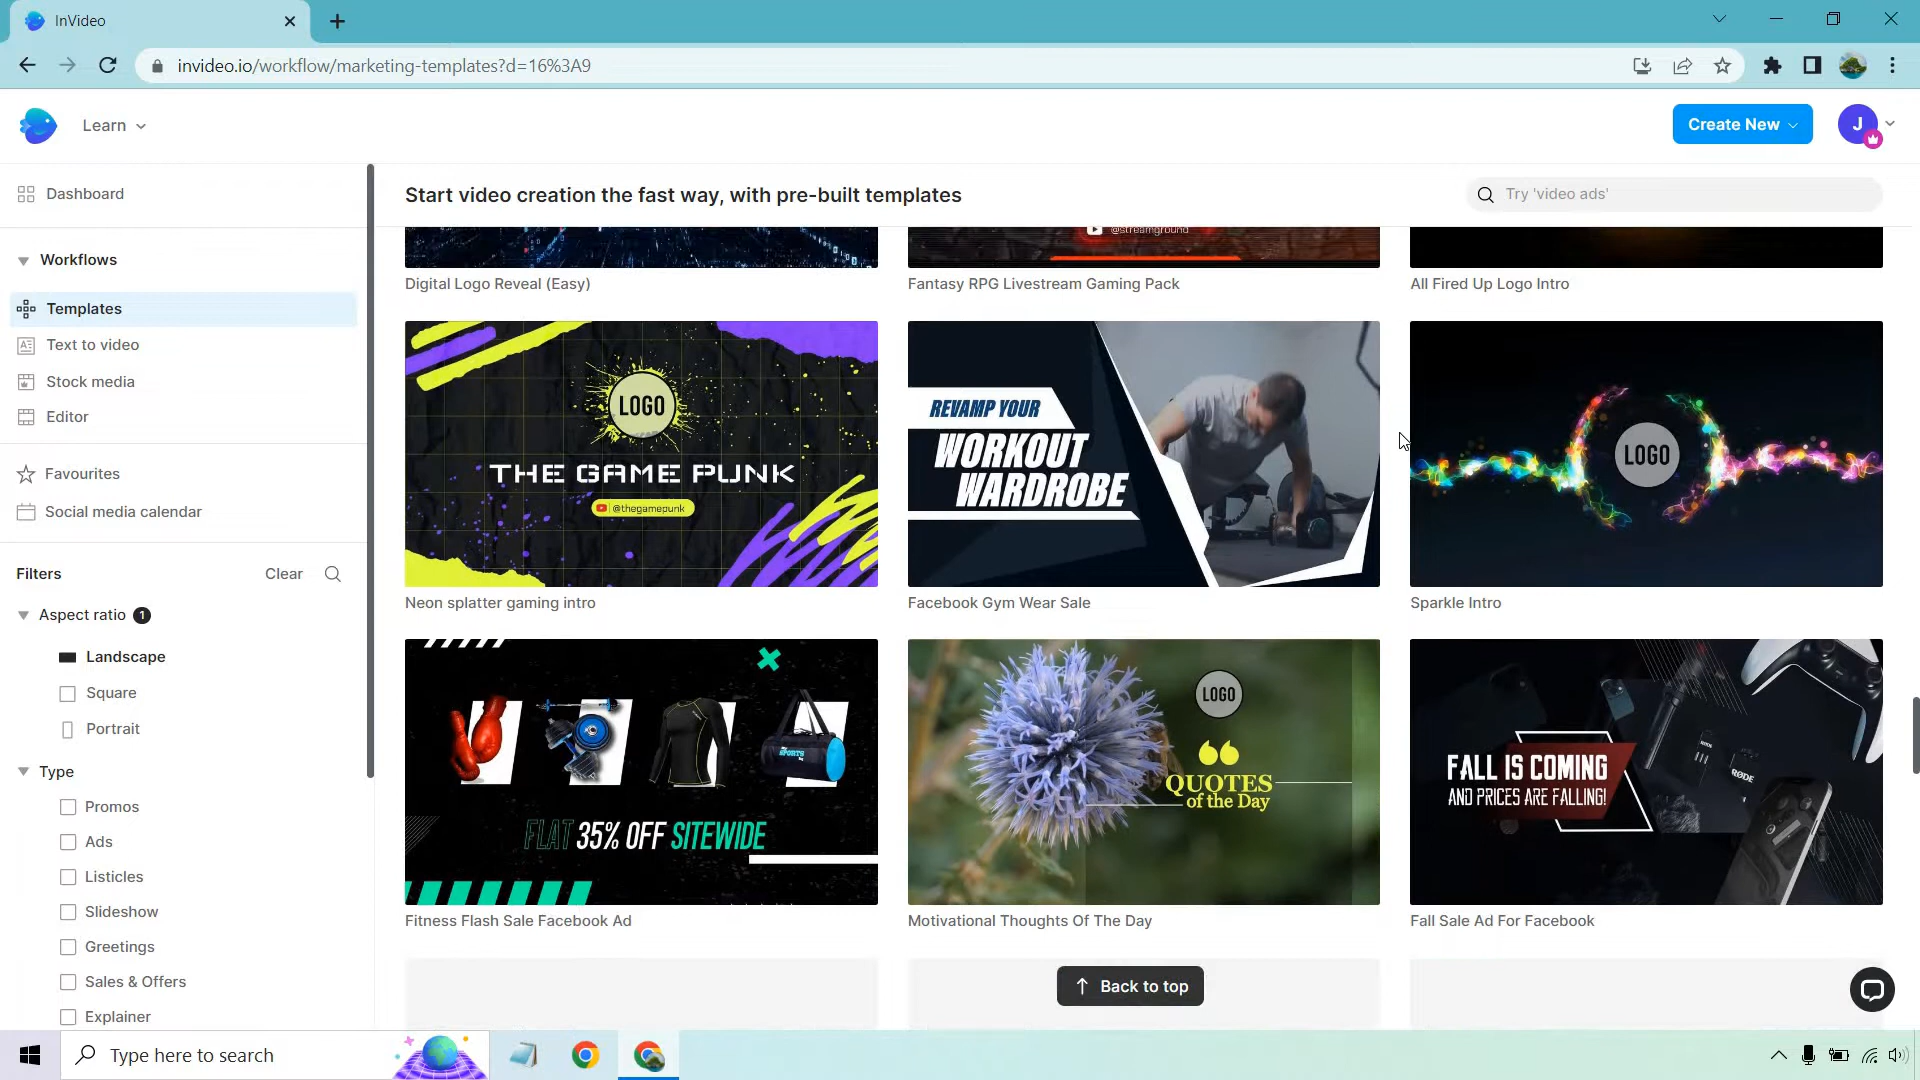 InVideo
invideo.io/workflow/marketing-templates?d=16%3A9
Learn
Create New
J
Dashboard
Start video creation the fast way, with pre-built templates
Try 'video ads'
Workflows
Templates
Text to video
Stock media
Editor
Favourites
Social media calendar
Filters
Clear
Aspect ratio 1
Landscape
Square
Portrait
Type
Promos
Ads
Listicles
Slideshow
Greetings
Sales & Offers
Explainer
@streamground
Digital Logo Reveal (Easy)
Fantasy RPG Livestream Gaming Pack
All Fired Up Logo Intro
LOGO
THE GAME PUNK
@thegamepunk
REVAMP YOUR
WORKOUT
WARDROBE
LOGO
Neon splatter gaming intro
Facebook Gym Wear Sale
Sparkle Intro
SPORTS
FLAT 35% OFF SITEWIDE
LOGO
QUOTES
of the Day
FALL IS COMING
AND PRICES ARE FALLING!
RØDE
Fitness Flash Sale Facebook Ad
Motivational Thoughts Of The Day
Fall Sale Ad For Facebook
Back to top
Type here to search